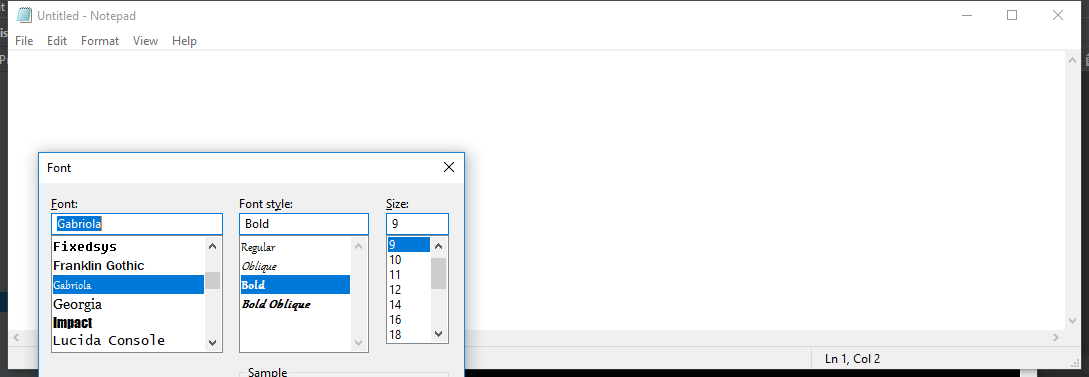 Untitled - Notepad
File Edit Format View Help
Font
Font: Font style: Size:
Gabriola Bold 9
Fixedsys Regular 9
Franklin Gothic Oblique 10
Gabriola Bold 11
Georgia Bold Oblique 12
Impact 14
Lucida Console 16
18
Sample
Ln 1, Col 2